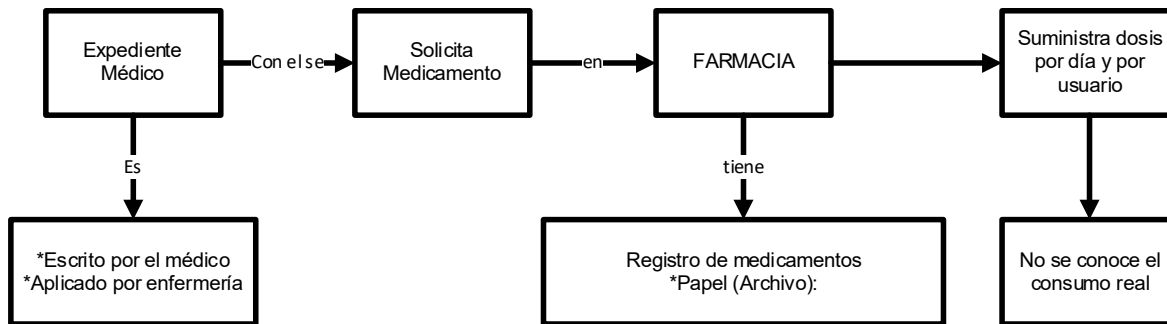 Expediente
Médico
Con el se
Solicita
Medicamento
en
FARMACIA
Suministra dosis
por día y por
usuario
Es
tiene
*Escrito por el médico
*Aplicado por enfermería
Registro de medicamentos
*Papel (Archivo):
No se conoce el
consumo real